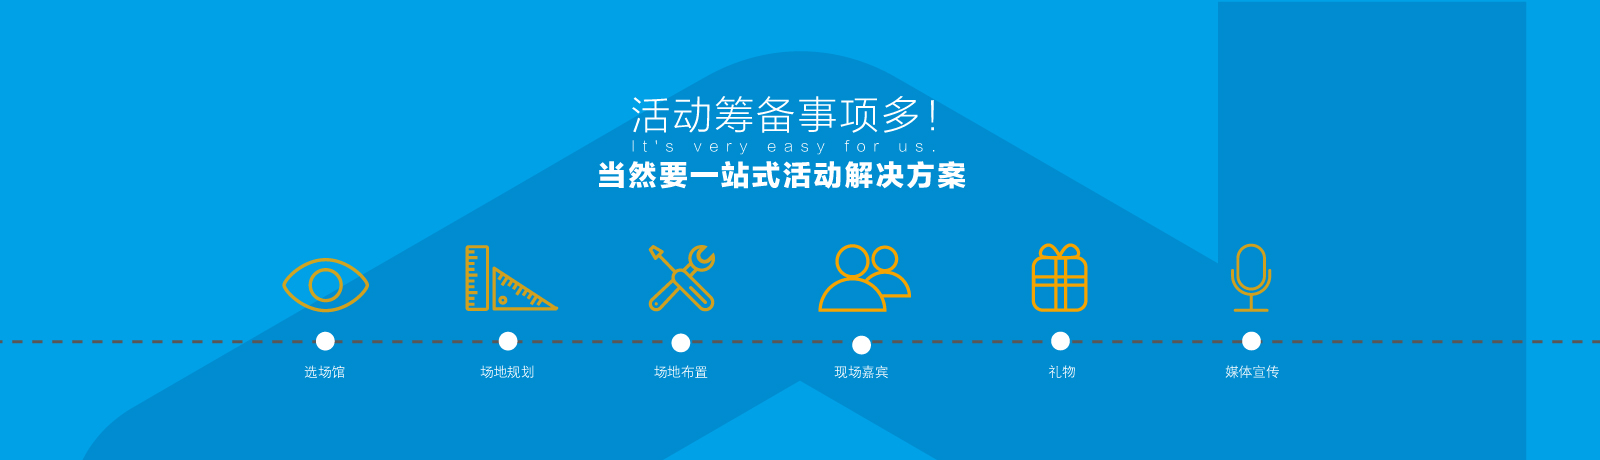 活动筹备事项多！
It's very easy for us.
当然要一站式活动解决方案
选场馆
场地规划
场地布置
现场嘉宾
礼物
媒体宣传